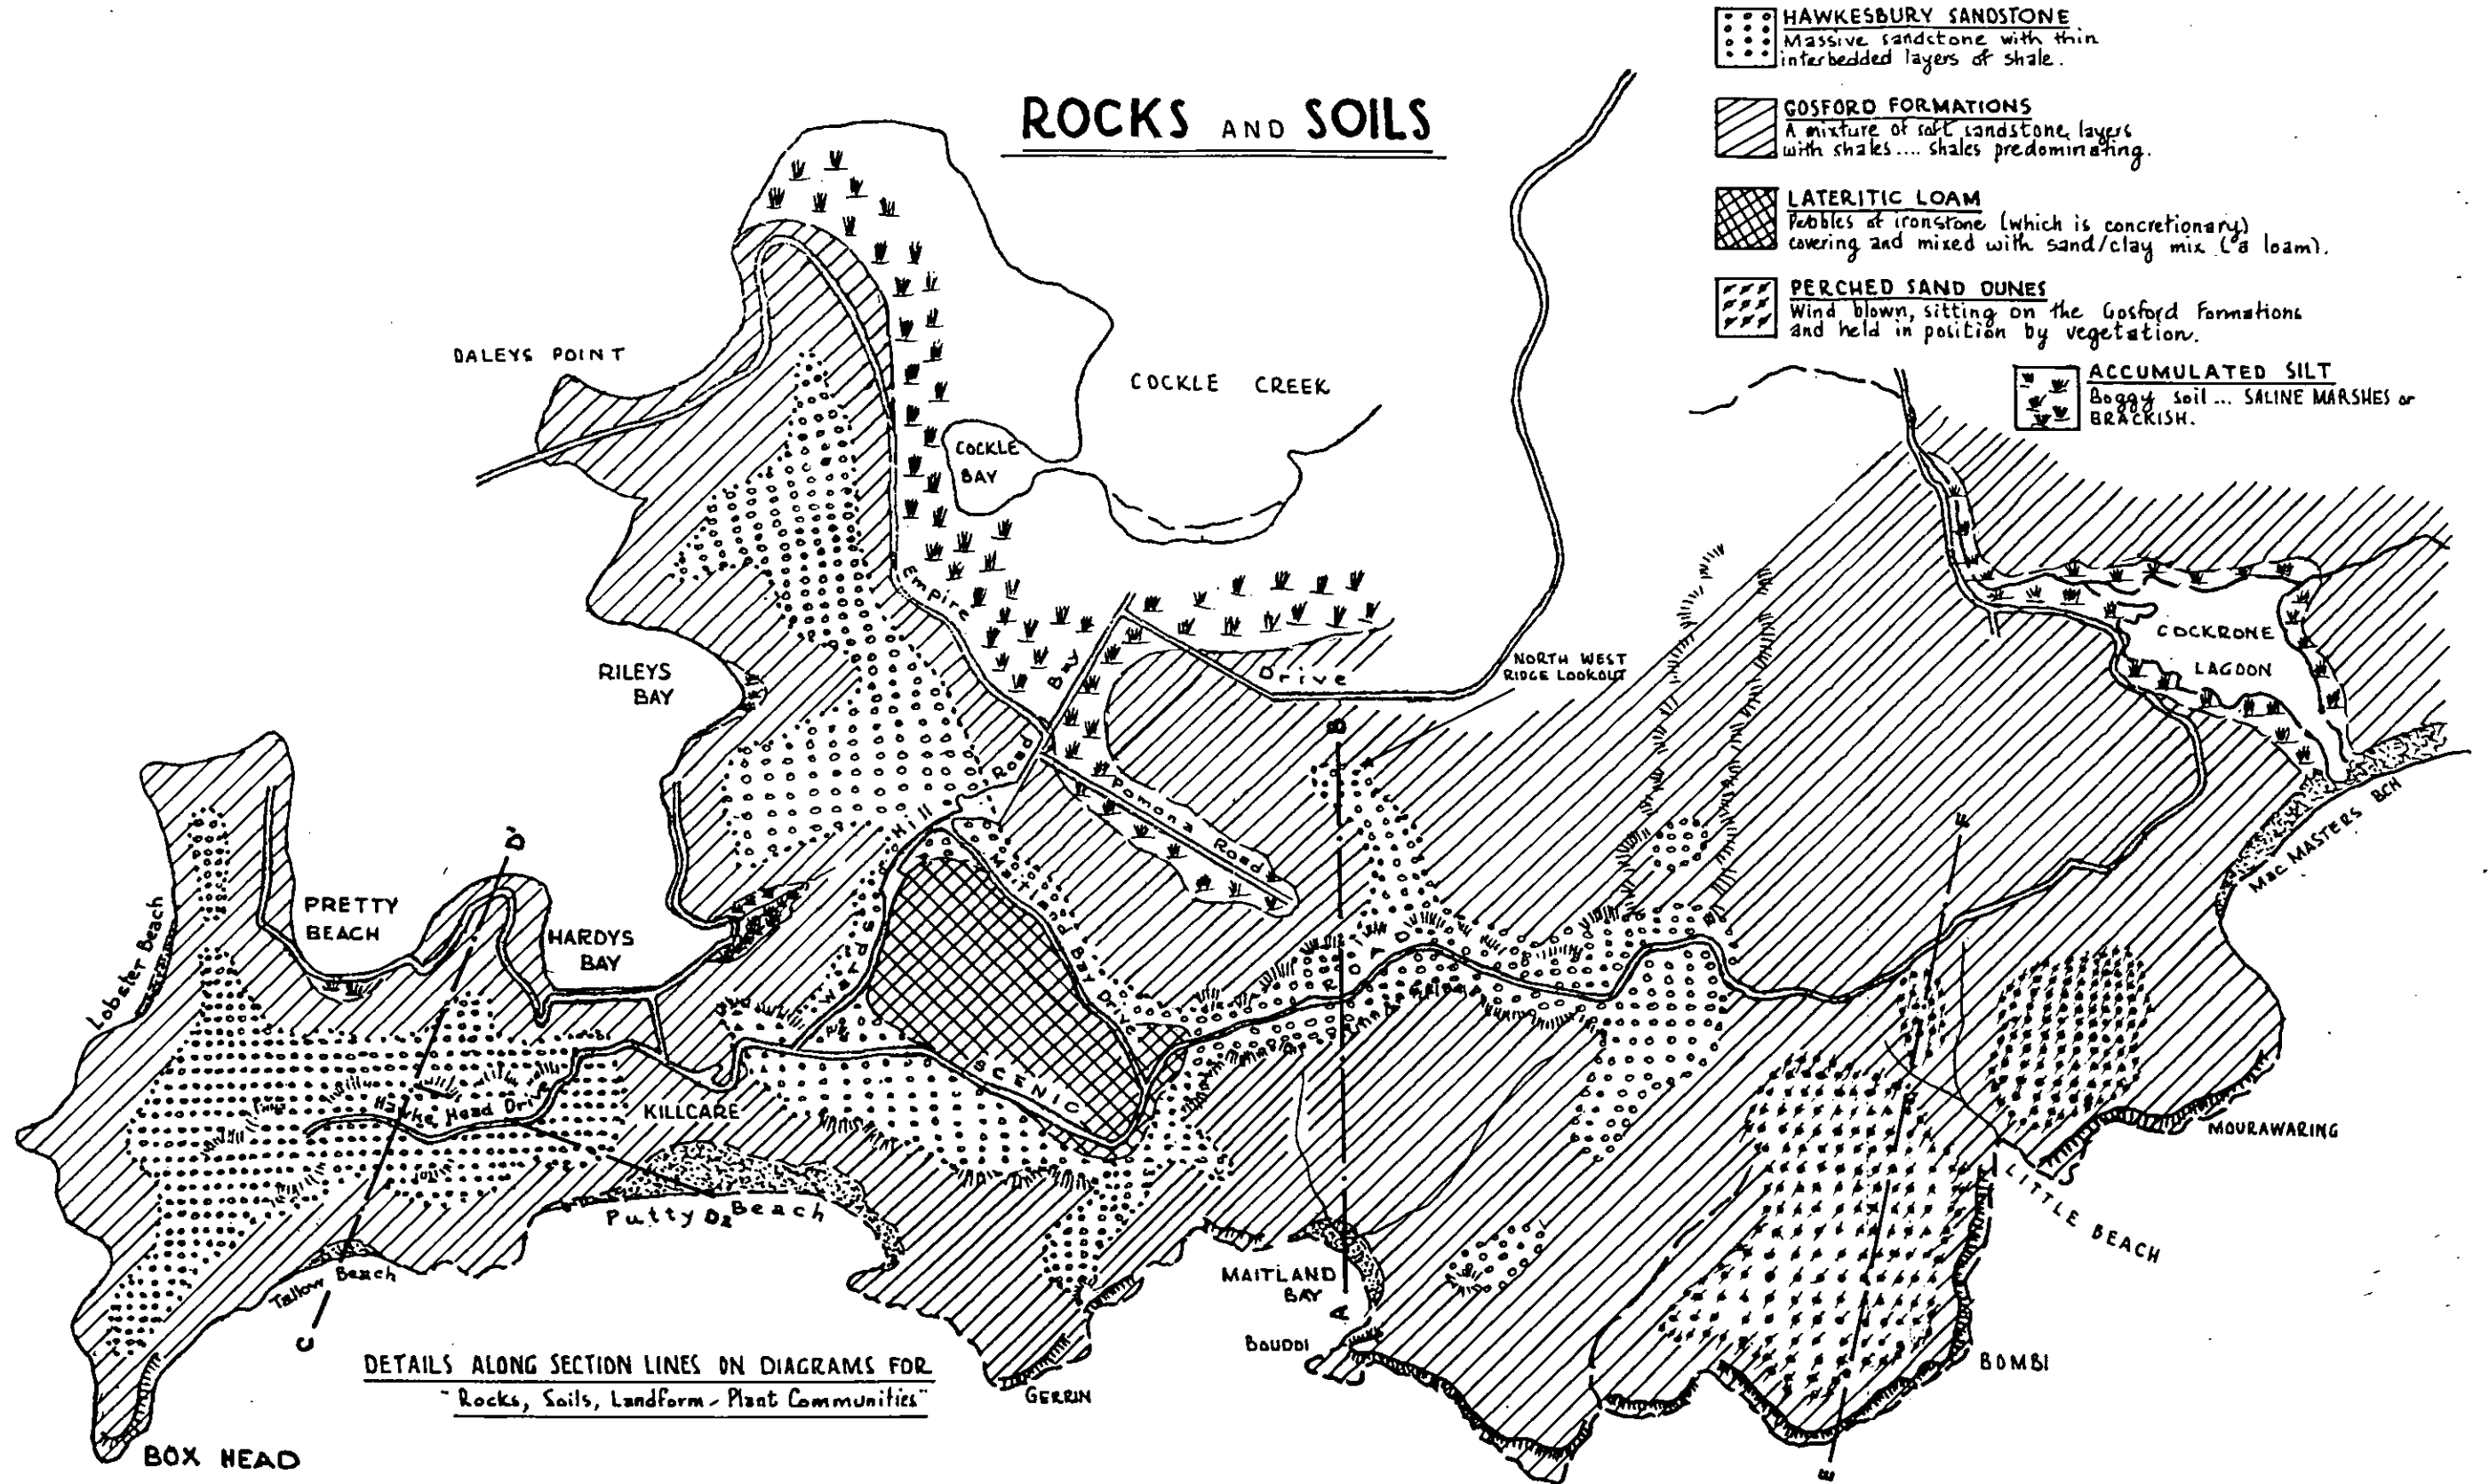 ROCKS AND SOILS
HAWKESBURY SANDSTONE
Massive sandstone with thin
interbedded layers of shale.
GOSFORD FORMATIONS
A mixture of soft sandstone layers
with shales .... shales predominating.
LATERITIC LOAM
Pebbles of ironstone (which is concretionary)
covering and mixed with sand/clay mix (a loam).
PERCHED SAND DUNES
Wind blown, sitting on the Gosford Formations
and held in position by vegetation.
ACCUMULATED SILT
Boggy soil ... SALINE MARSHES or
BRACKISH.
DALEYS POINT
COCKLE CREEK
COCKLE
BAY
Empire
Bay
Drive
NORTH WEST
RIDGE LOOKOUT
COCKRONE
LAGOON
RILEYS
BAY
Road
Hill
Wards
Pomona Road
Maitland Bay Drive
MacMASTERS BCH
B
F
D'
PRETTY
BEACH
HARDYS
BAY
Lobster Beach
SCENIC
ROAD
Hawke Head Drive
KILLCARE
MOURAWARING
LITTLE BEACH
Putty Beach
D2
Tallow Beach
C
MAITLAND
BAY
A
BOUDDI
GERRIN
BOMBI
E
DETAILS ALONG SECTION LINES ON DIAGRAMS FOR
"Rocks, Soils, Landform - Plant Communities"
BOX HEAD